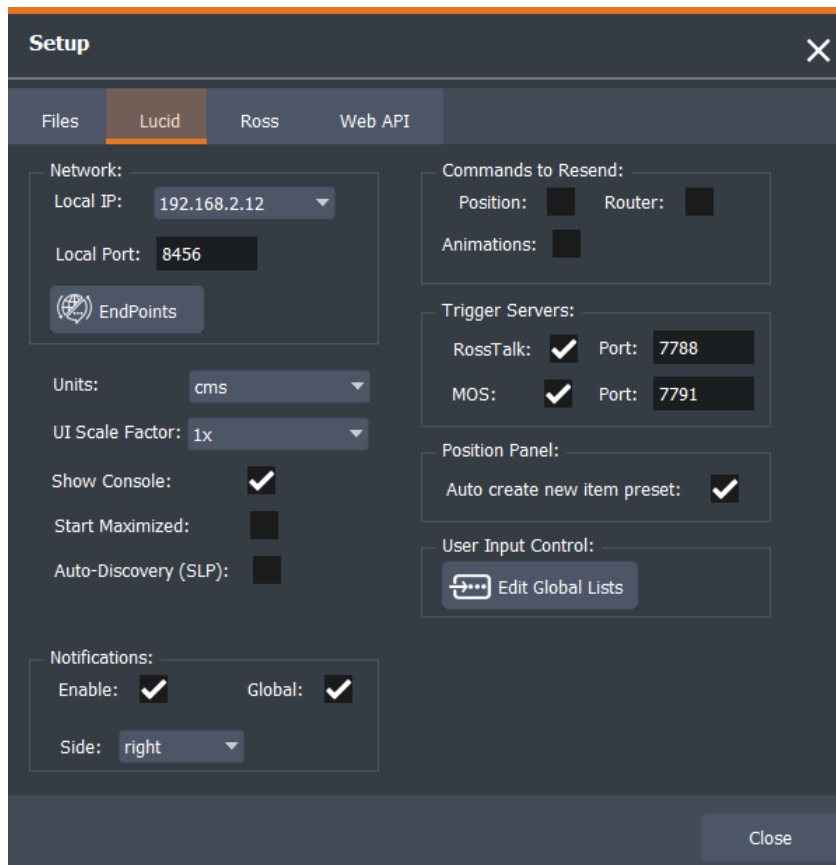 Setup
Files Lucid Ross Web API
Network:
Local IP: 192.168.2.12
Local Port: 8456
EndPoints
Units: cms
UI Scale Factor: 1x
Show Console:
Start Maximized:
Auto-Discovery (SLP):
Notifications:
Enable: Global:
Side: right
Commands to Resend:
Position: Router:
Animations:
Trigger Servers:
RossTalk: Port: 7788
MOS: Port: 7791
Position Panel:
Auto create new item preset:
User Input Control:
Edit Global Lists
Close